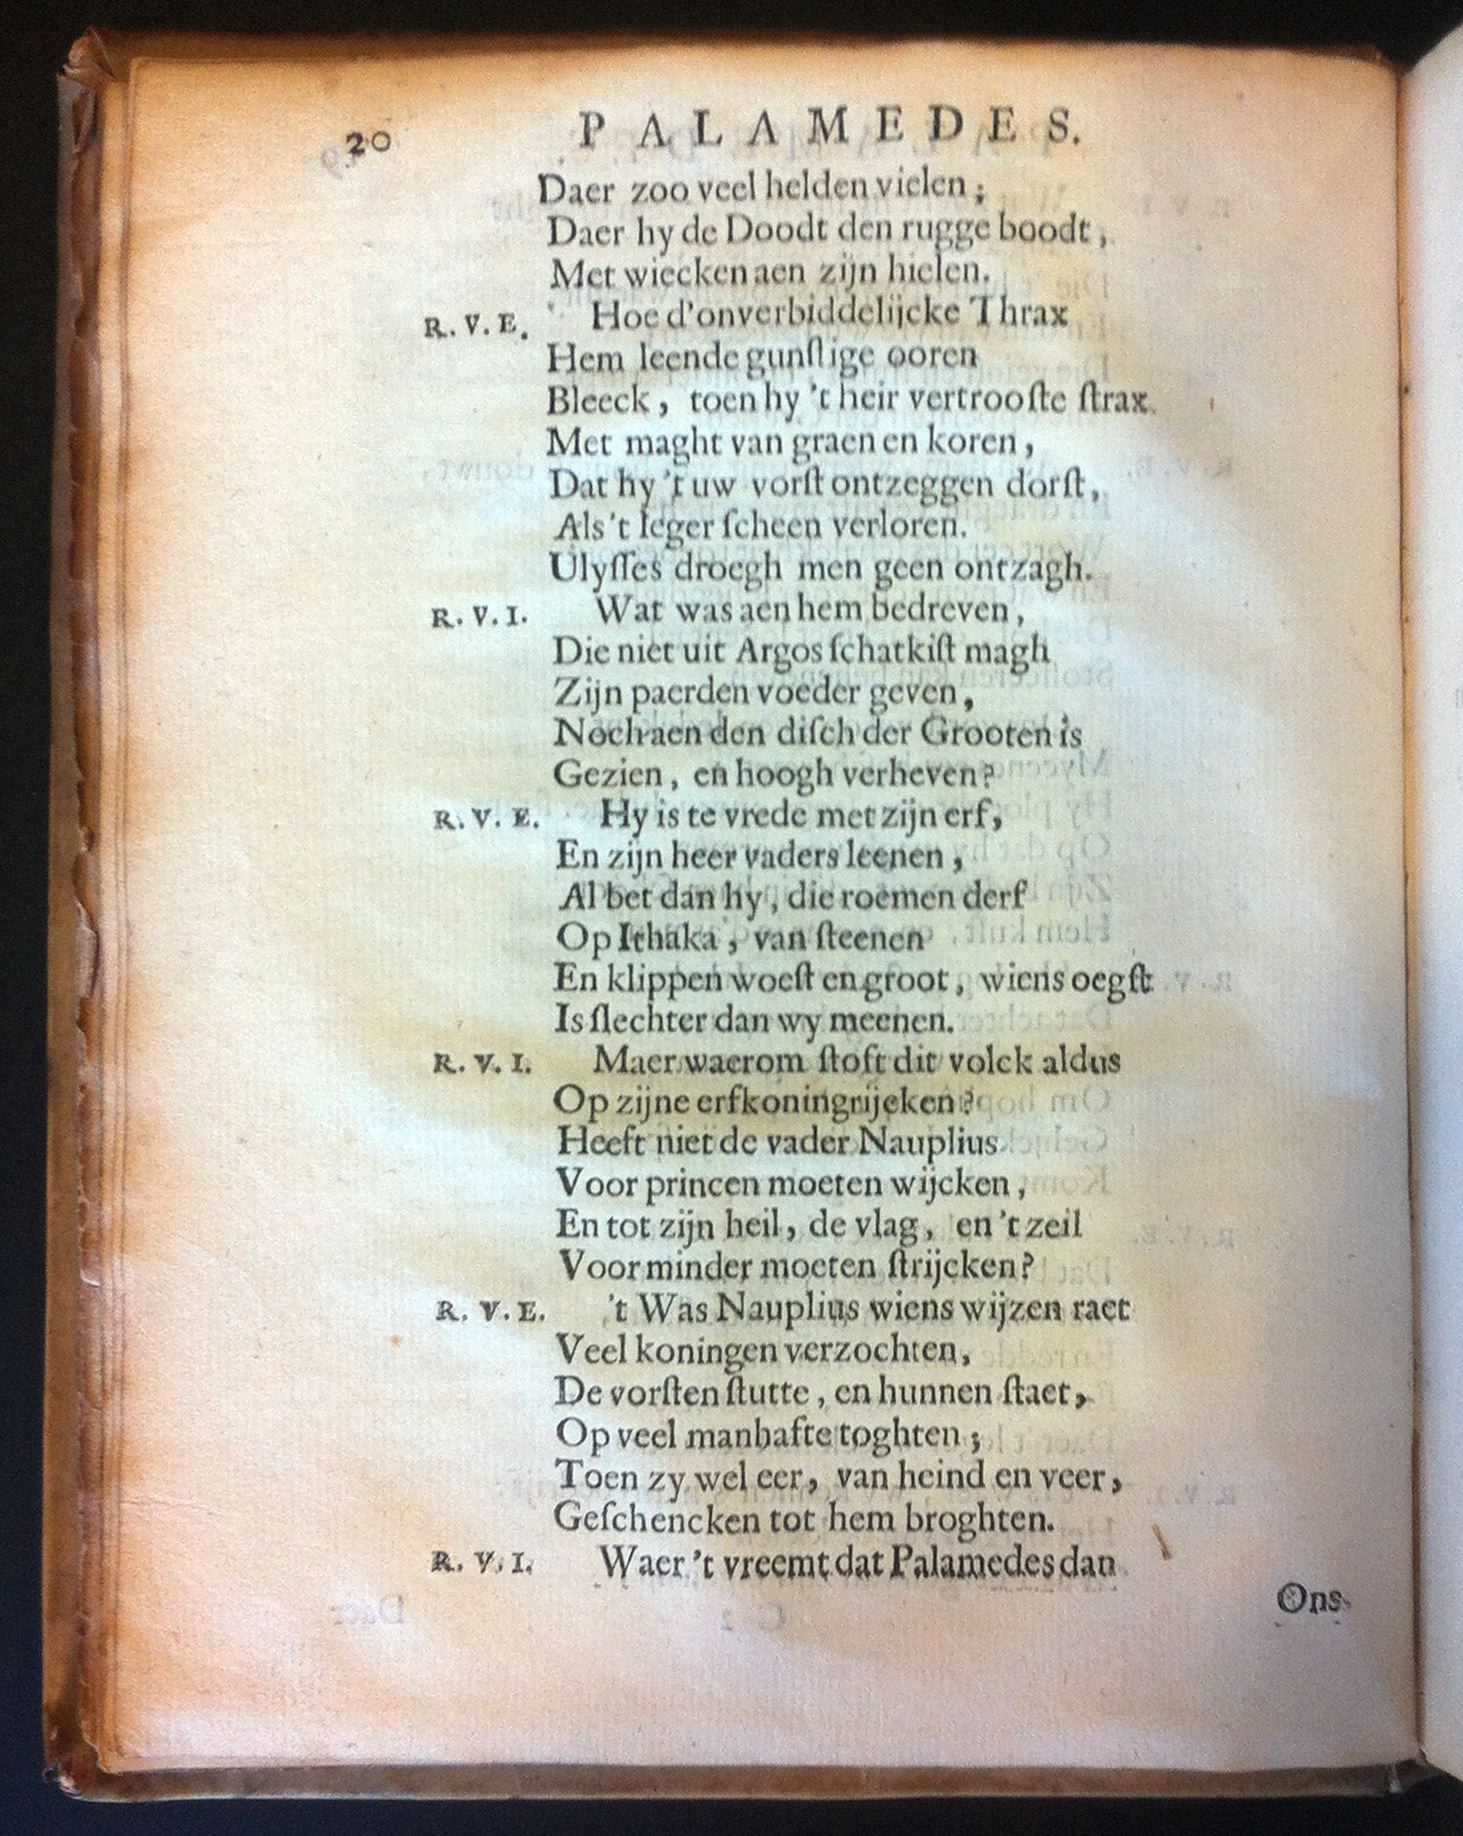 20 PALAMEDES.
Daer zoo veel helden vielen;
Daer hy de Doodt den rugge boodt,
Met wiecken aen zijn hielen.
R. V. E. Hoe d'onverbiddelijcke Thrax
Hem leende gunſtige ooren
Bleeck, toen hy 't heir vertrooſte ſtrax
Met maght van graen en koren,
Dat hy 't uw vorſt ontzeggen dorſt,
Als 't leger ſcheen verloren.
Ulyſſes droegh men geen ontzagh.
R. V. I. Wat was aen hem bedreven,
Die niet uit Argos ſchatkiſt magh
Zijn paerden voeder geven,
Noch aen den diſch der Grooten is
Gezien, en hoogh verheven?
R. V. E. Hy is te vrede met zijn erf,
En zijn heer vaders leenen,
Al bet dan hy, die roemen derf
Op Ithaka, van ſteenen
En klippen woeſt en groot, wiens oegſt
Is ſlechter dan wy meenen.
R. V. I. Maer waerom ſtoft dit volck aldus
Op zijne erfkoningrijcken?
Heeft niet de vader Nauplius
Voor princen moeten wijcken,
En tot zijn heil, de vlag, en 't zeil
Voor minder moeten ſtrijcken?
R. V. E. 't Was Nauplius wiens wijzen raet
Veel koningen verzochten,
De vorſten ſtutte, en hunnen ſtaet,
Op veel manhafte toghten;
Toen zy wel eer, van heind en veer,
Geſchencken tot hem broghten.
R. V. I. Waer 't vreemt dat Palamedes dan
Ons